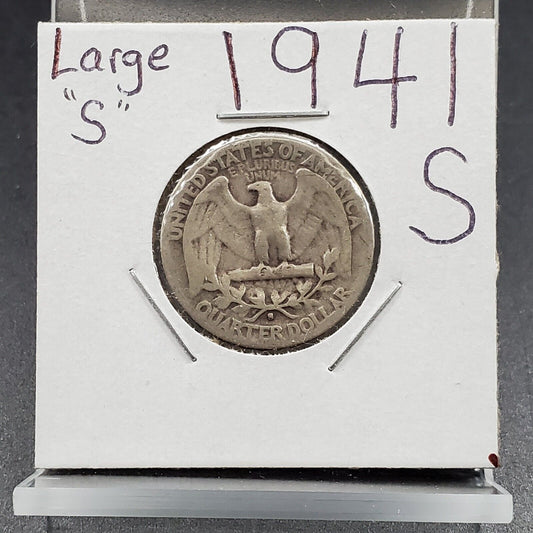 Large 1941
"S" S
UNITED STATES OF AMERICA
E PLURIBUS
UNUM
QUARTER DOLLAR